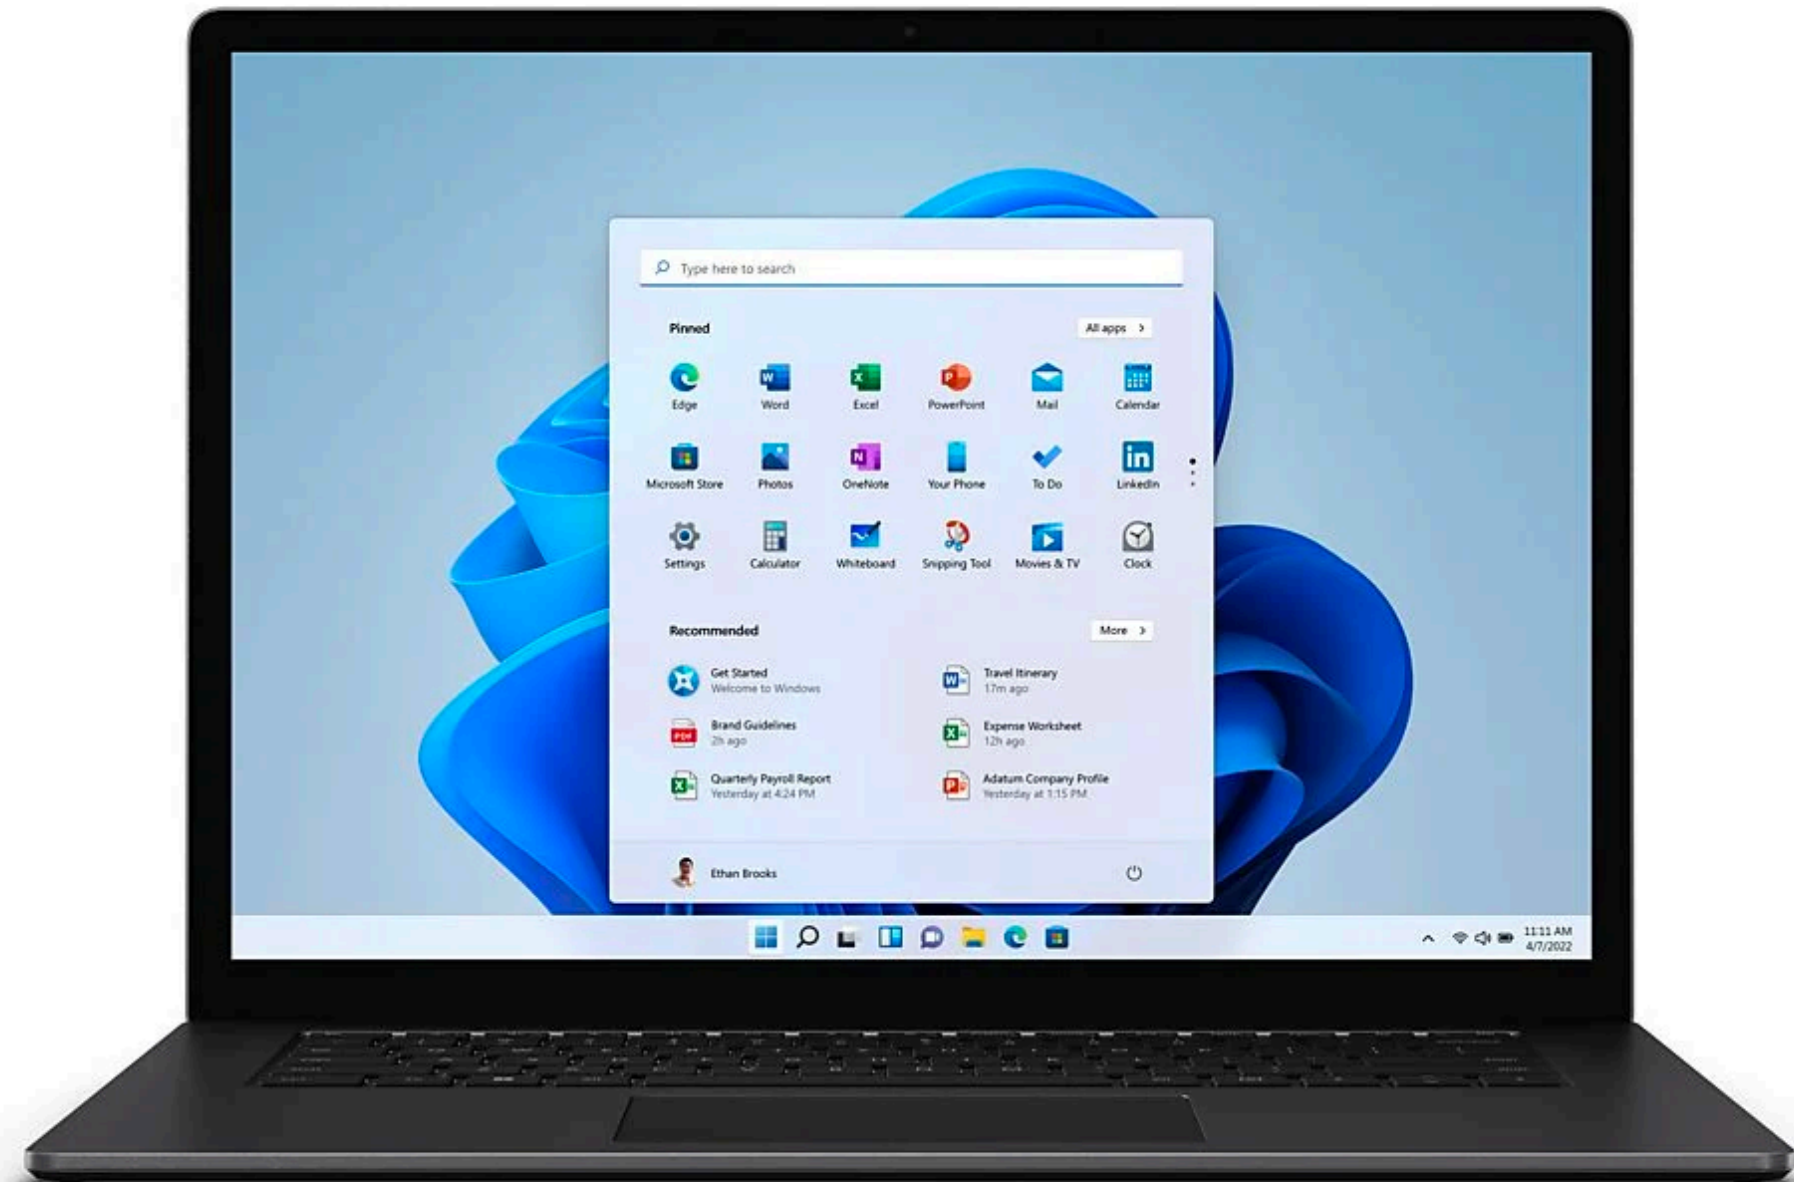 Type here to search
Pinned
All apps
Edge
Word
Excel
PowerPoint
Mail
Calendar
Microsoft Store
Photos
OneNote
Your Phone
To Do
LinkedIn
Settings
Calculator
Whiteboard
Snipping Tool
Movies & TV
Clock
Recommended
More
Get Started
Welcome to Windows
Travel Itinerary
17m ago
Brand Guidelines
2h ago
Expense Worksheet
12h ago
Quarterly Payroll Report
Yesterday at 4:24 PM
Adatum Company Profile
Yesterday at 1:15 PM
Ethan Brooks
11:11 AM
4/7/2022